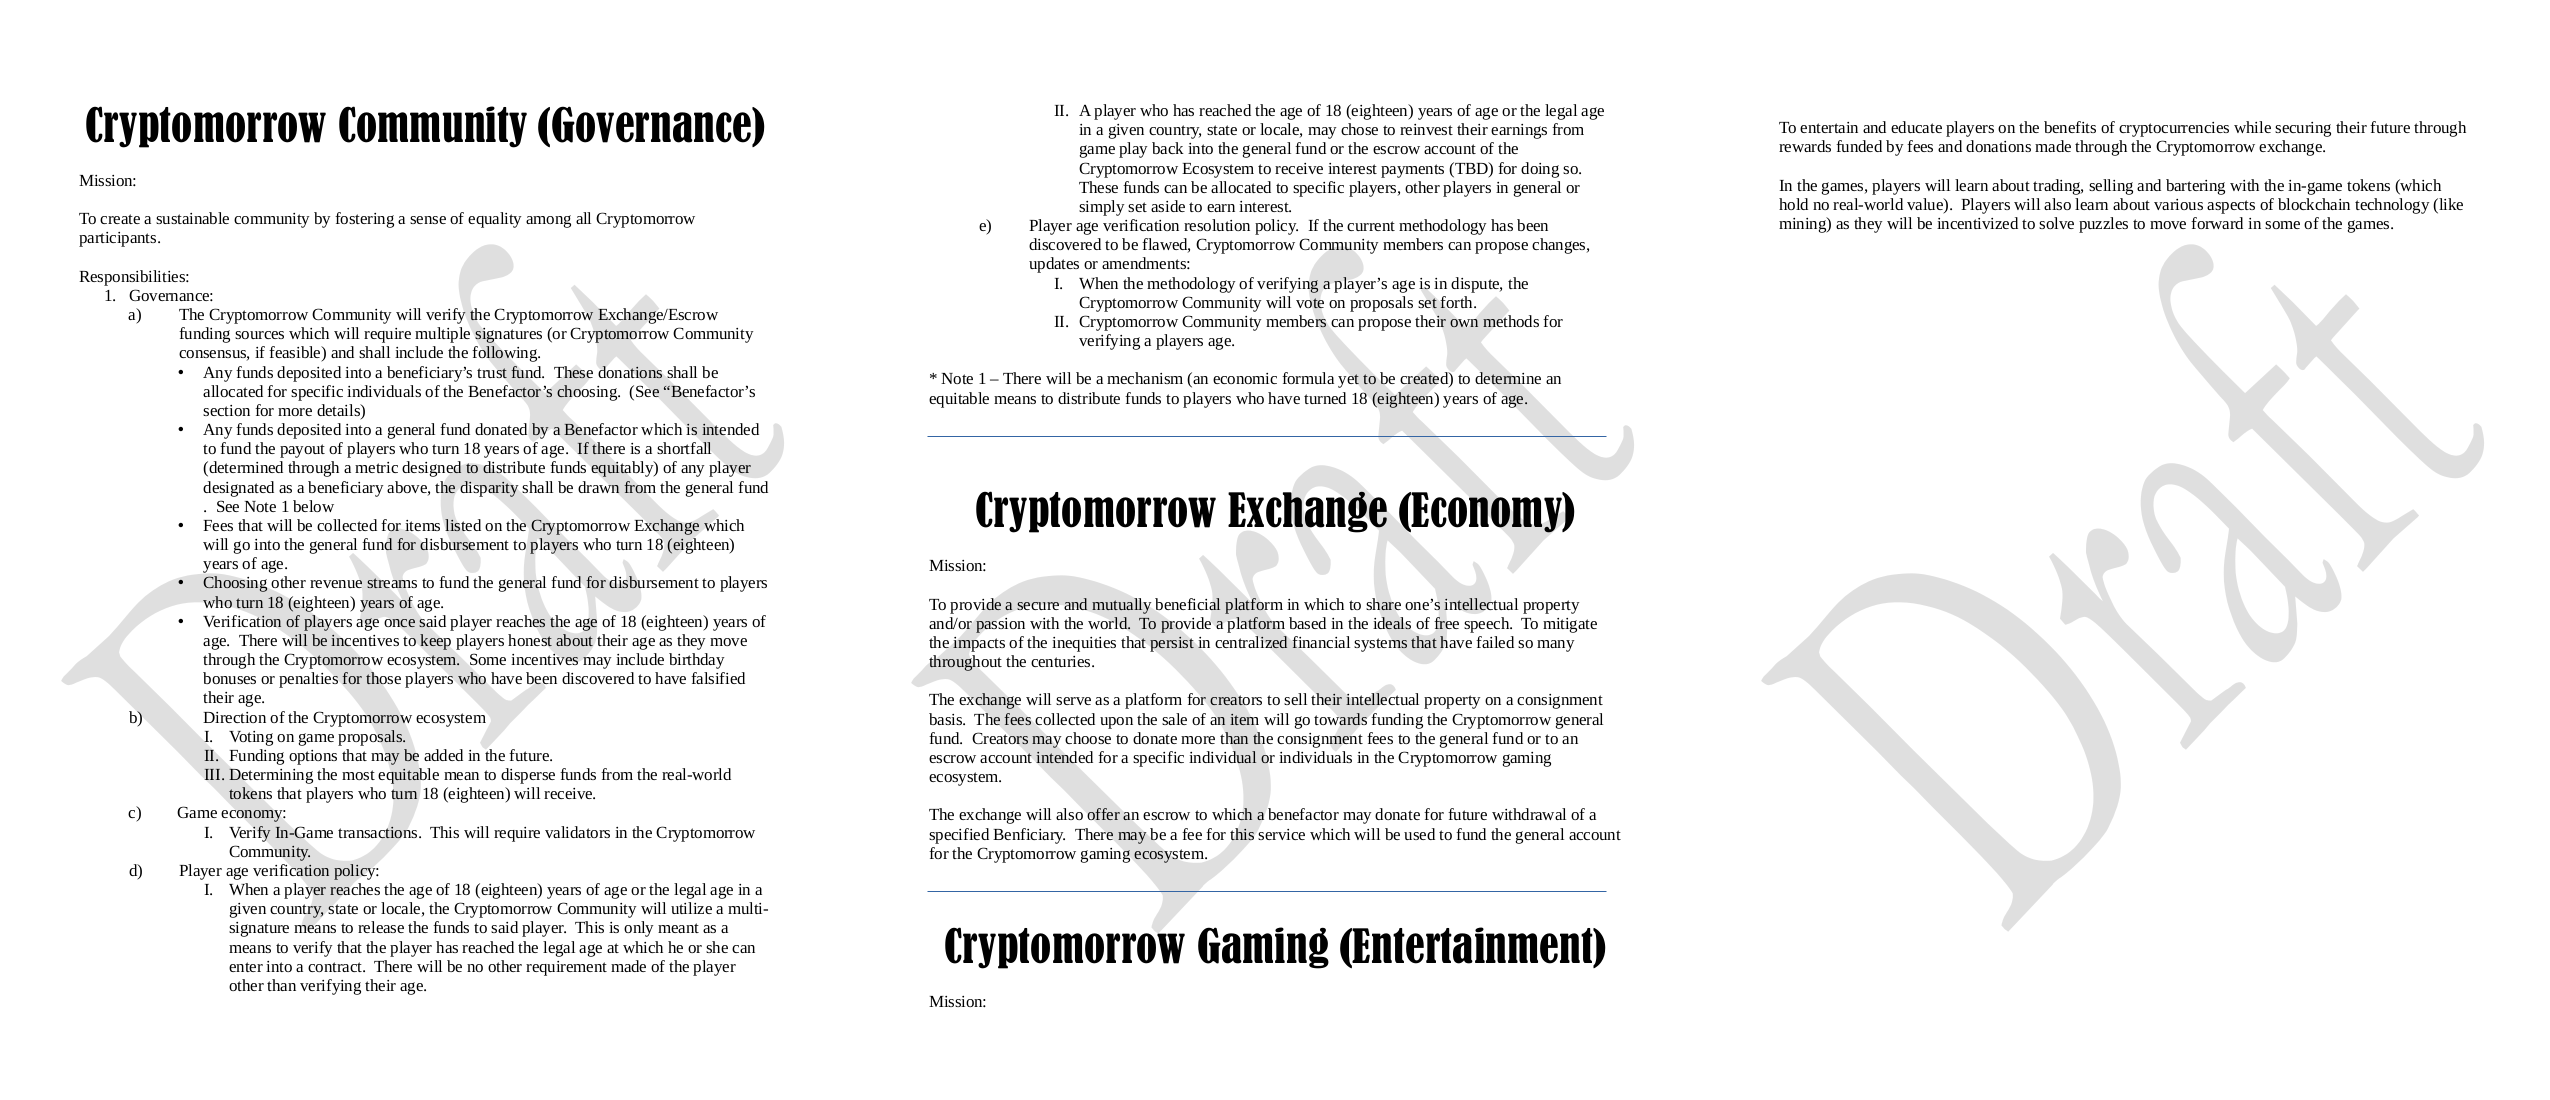 Cryptomorrow Community (Governance)
Mission:
To create a sustainable community by fostering a sense of equality among all Cryptomorrow
participants.
Responsibilities:
1. Governance:
a) The Cryptomorrow Community will verify the Cryptomorrow Exchange/Escrow
funding sources which will require multiple signatures (or Cryptomorrow Community
consensus, if feasible) and shall include the following.
• Any funds deposited into a beneficiary’s trust fund.  These donations shall be
allocated for specific individuals of the Benefactor’s choosing.  (See “Benefactor’s
section for more details)
• Any funds deposited into a general fund donated by a Benefactor which is intended
to fund the payout of players who turn 18 years of age.  If there is a shortfall
(determined through a metric designed to distribute funds equitably) of any player
designated as a beneficiary above, the disparity shall be drawn from the general fund
.  See Note 1 below
• Fees that will be collected for items listed on the Cryptomorrow Exchange which
will go into the general fund for disbursement to players who turn 18 (eighteen)
years of age.
• Choosing other revenue streams to fund the general fund for disbursement to players
who turn 18 (eighteen) years of age.
• Verification of players age once said player reaches the age of 18 (eighteen) years of
age.  There will be incentives to keep players honest about their age as they move
through the Cryptomorrow ecosystem.  Some incentives may include birthday
bonuses or penalties for those players who have been discovered to have falsified
their age.
b) Direction of the Cryptomorrow ecosystem
I. Voting on game proposals.
II. Funding options that may be added in the future.
III. Determining the most equitable mean to disperse funds from the real-world
tokens that players who turn 18 (eighteen) will receive.
c) Game economy:
I. Verify In-Game transactions.  This will require validators in the Cryptomorrow
Community.
d) Player age verification policy:
I. When a player reaches the age of 18 (eighteen) years of age or the legal age in a
given country, state or locale, the Cryptomorrow Community will utilize a multi-
signature means to release the funds to said player.  This is only meant as a
means to verify that the player has reached the legal age at which he or she can
enter into a contract.  There will be no other requirement made of the player
other than verifying their age.
Draft
II. A player who has reached the age of 18 (eighteen) years of age or the legal age
in a given country, state or locale, may chose to reinvest their earnings from
game play back into the general fund or the escrow account of the
Cryptomorrow Ecosystem to receive interest payments (TBD) for doing so.
These funds can be allocated to specific players, other players in general or
simply set aside to earn interest.
e) Player age verification resolution policy.  If the current methodology has been
discovered to be flawed, Cryptomorrow Community members can propose changes,
updates or amendments:
I. When the methodology of verifying a player’s age is in dispute, the
Cryptomorrow Community will vote on proposals set forth.
II. Cryptomorrow Community members can propose their own methods for
verifying a players age.
* Note 1 – There will be a mechanism (an economic formula yet to be created) to determine an
equitable means to distribute funds to players who have turned 18 (eighteen) years of age.
Cryptomorrow Exchange (Economy)
Mission:
To provide a secure and mutually beneficial platform in which to share one’s intellectual property
and/or passion with the world.  To provide a platform based in the ideals of free speech.  To mitigate
the impacts of the inequities that persist in centralized financial systems that have failed so many
throughout the centuries.
The exchange will serve as a platform for creators to sell their intellectual property on a consignment
basis.  The fees collected upon the sale of an item will go towards funding the Cryptomorrow general
fund.  Creators may choose to donate more than the consignment fees to the general fund or to an
escrow account intended for a specific individual or individuals in the Cryptomorrow gaming
ecosystem.
The exchange will also offer an escrow to which a benefactor may donate for future withdrawal of a
specified Benficiary.  There may be a fee for this service which will be used to fund the general account
for the Cryptomorrow gaming ecosystem.
Cryptomorrow Gaming (Entertainment)
Mission:
Draft
To entertain and educate players on the benefits of cryptocurrencies while securing their future through
rewards funded by fees and donations made through the Cryptomorrow exchange.
In the games, players will learn about trading, selling and bartering with the in-game tokens (which
hold no real-world value).  Players will also learn about various aspects of blockchain technology (like
mining) as they will be incentivized to solve puzzles to move forward in some of the games.
Draft